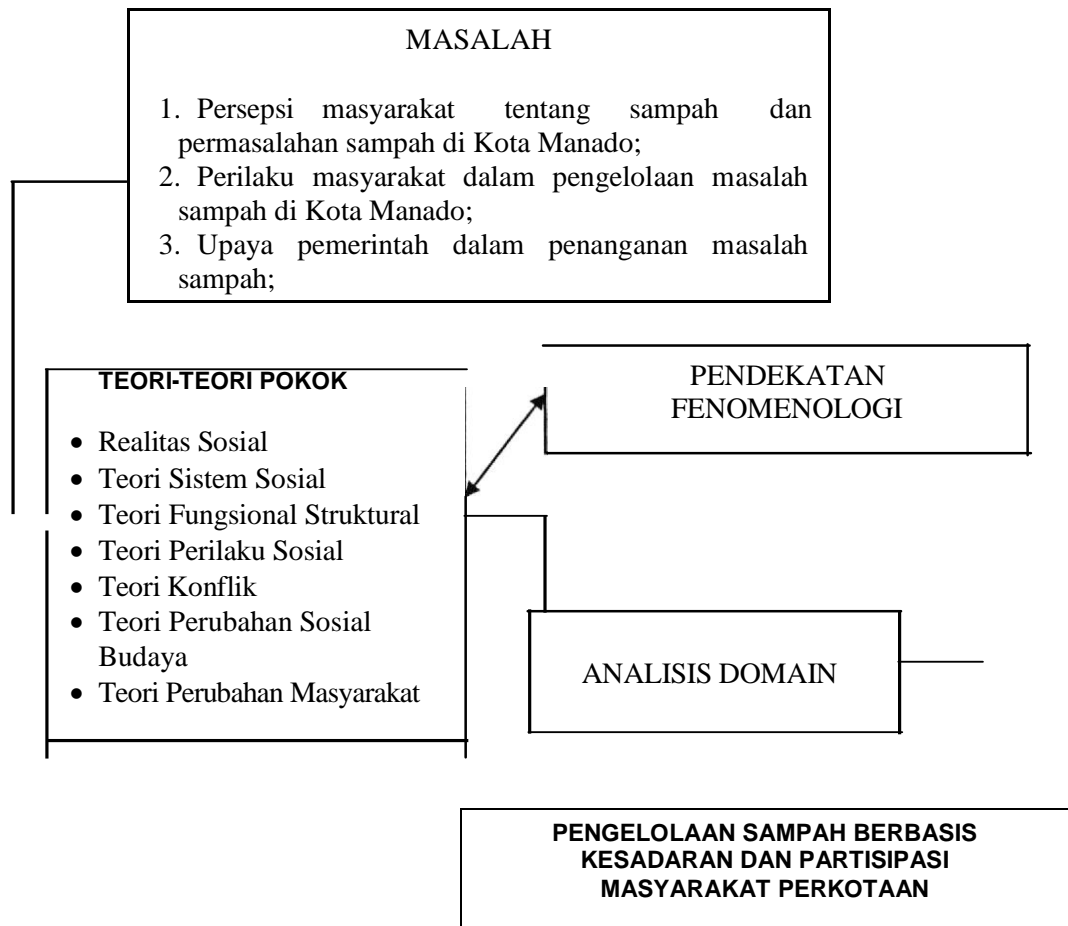 MASALAH
1. Persepsi masyarakat tentang sampah dan
permasalahan sampah di Kota Manado;
2. Perilaku masyarakat dalam pengelolaan masalah
sampah di Kota Manado;
3. Upaya pemerintah dalam penanganan masalah
sampah;
TEORI-TEORI POKOK
• Realitas Sosial
• Teori Sistem Sosial
• Teori Fungsional Struktural
• Teori Perilaku Sosial
• Teori Konflik
• Teori Perubahan Sosial
Budaya
• Teori Perubahan Masyarakat
PENDEKATAN
FENOMENOLOGI
ANALISIS DOMAIN
PENGELOLAAN SAMPAH BERBASIS
KESADARAN DAN PARTISIPASI
MASYARAKAT PERKOTAAN